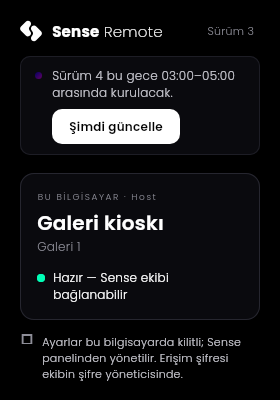 Sense Remote
Sürüm 3
Sürüm 4 bu gece 03:00–05:00
arasında kurulacak.
Şimdi güncelle
BU BİLGİSAYAR · Host
Galeri kioskı
Galeri 1
Hazır — Sense ekibi
bağlanabilir
Ayarlar bu bilgisayarda kilitli; Sense
panelinden yönetilir. Erişim şifresi
ekibin şifre yöneticisinde.